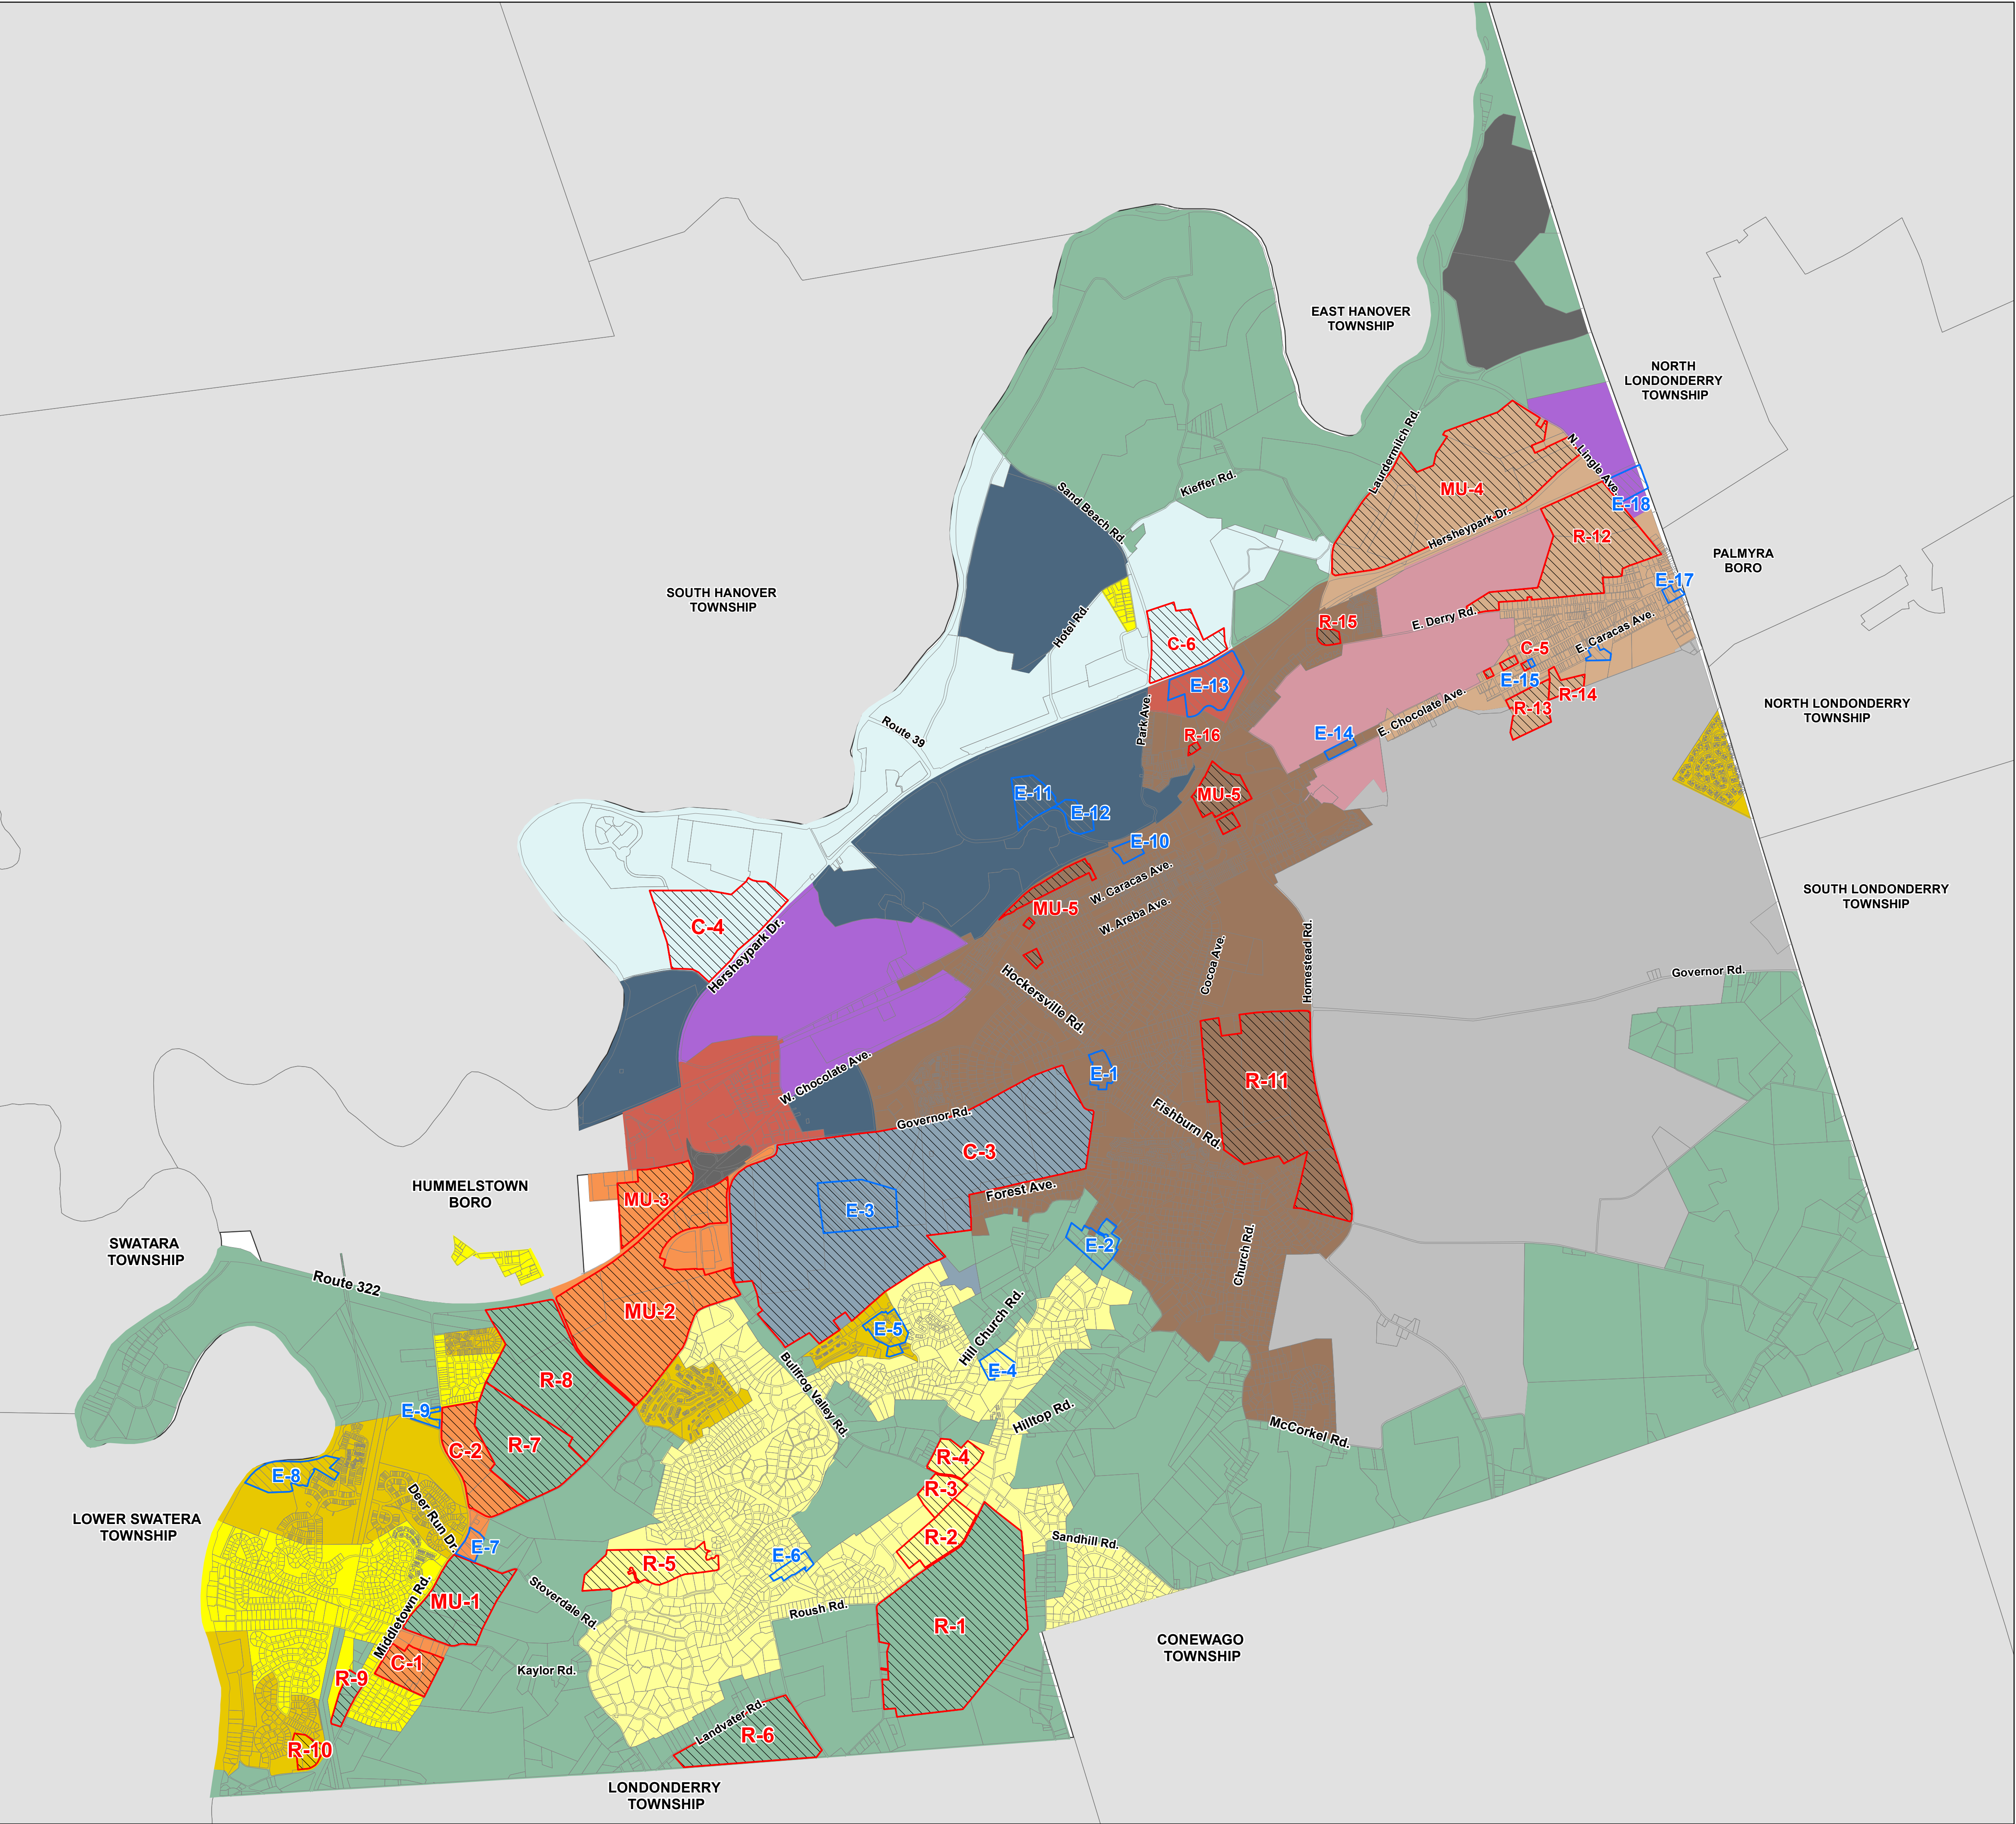 EAST HANOVER
TOWNSHIP
NORTH
LONDONDERRY
TOWNSHIP
Laurdermilch Rd.
N. Lingle Ave.
MU-4
Sand Beach Rd.
Kieffer Rd.
E-18
Hersheypark Dr.
R-12
PALMYRA
BORO
E-17
SOUTH HANOVER
TOWNSHIP
Hotel Rd.
R-15
E. Derry Rd.
E. Caracas Ave.
C-6
C-5
E-15
R-14
E-13
R-13
NORTH LONDONDERRY
TOWNSHIP
E. Chocolate Ave.
Park Ave.
Route 39
R-16
E-14
E-11
MU-5
E-12
E-10
W. Caracas Ave.
SOUTH LONDONDERRY
TOWNSHIP
MU-5
W. Areba Ave.
C-4
Hersheypark Dr.
Cocoa Ave.
Homestead Rd.
Governor Rd.
Hockersville Rd.
W. Chocolate Ave.
E-1
R-11
Governor Rd.
Fishburn Rd.
C-3
HUMMELSTOWN
BORO
MU-3
Forest Ave.
E-3
SWATARA
TOWNSHIP
E-2
Church Rd.
Route 322
MU-2
E-5
Hill Church Rd.
E-4
R-8
Bullfrog Valley Rd.
E-9
Hilltop Rd.
McCorkel Rd.
C-2
R-7
R-4
E-8
R-3
LOWER SWATERA
TOWNSHIP
Deer Run Dr.
R-2
Sandhill Rd.
E-7
E-6
R-5
MU-1
Stoverdale Rd.
Roush Rd.
Middletown Rd.
R-1
CONEWAGO
TOWNSHIP
C-1
Kaylor Rd.
R-9
Landvater Rd.
R-6
R-10
LONDONDERRY
TOWNSHIP